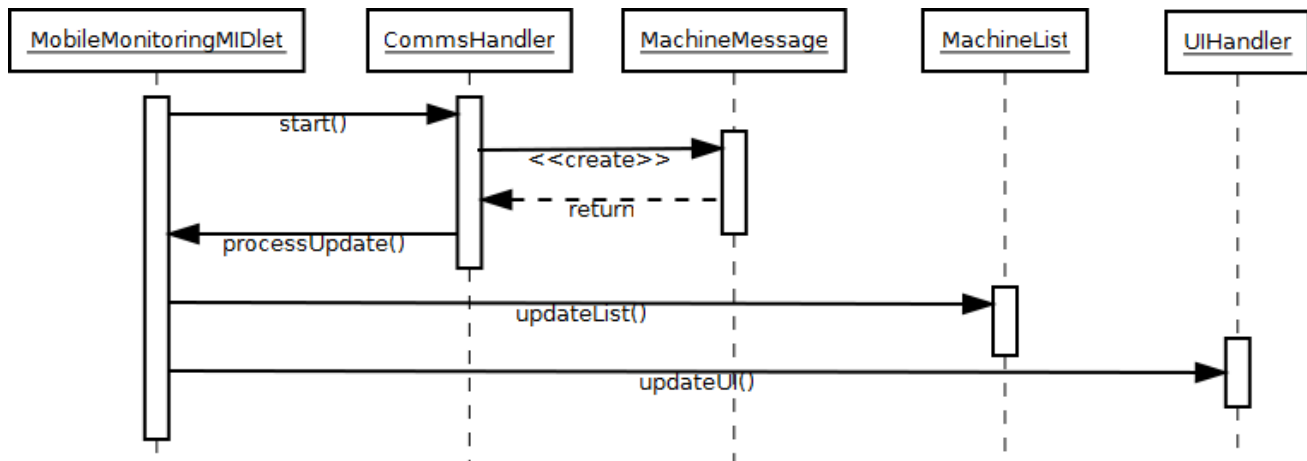 MobileMonitoringMIDlet
CommsHandler
MachineMessage
MachineList
UIHandler
start()
<<create>>
return
processUpdate()
updateList()
updateUI()